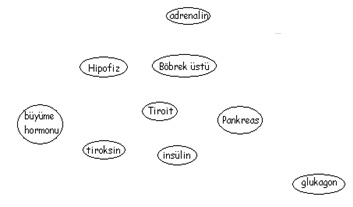 adrenalin
Hipofiz
Böbrek üstü
büyüme
hormonu
Tiroit
Pankreas
tiroksin
insülin
glukagon